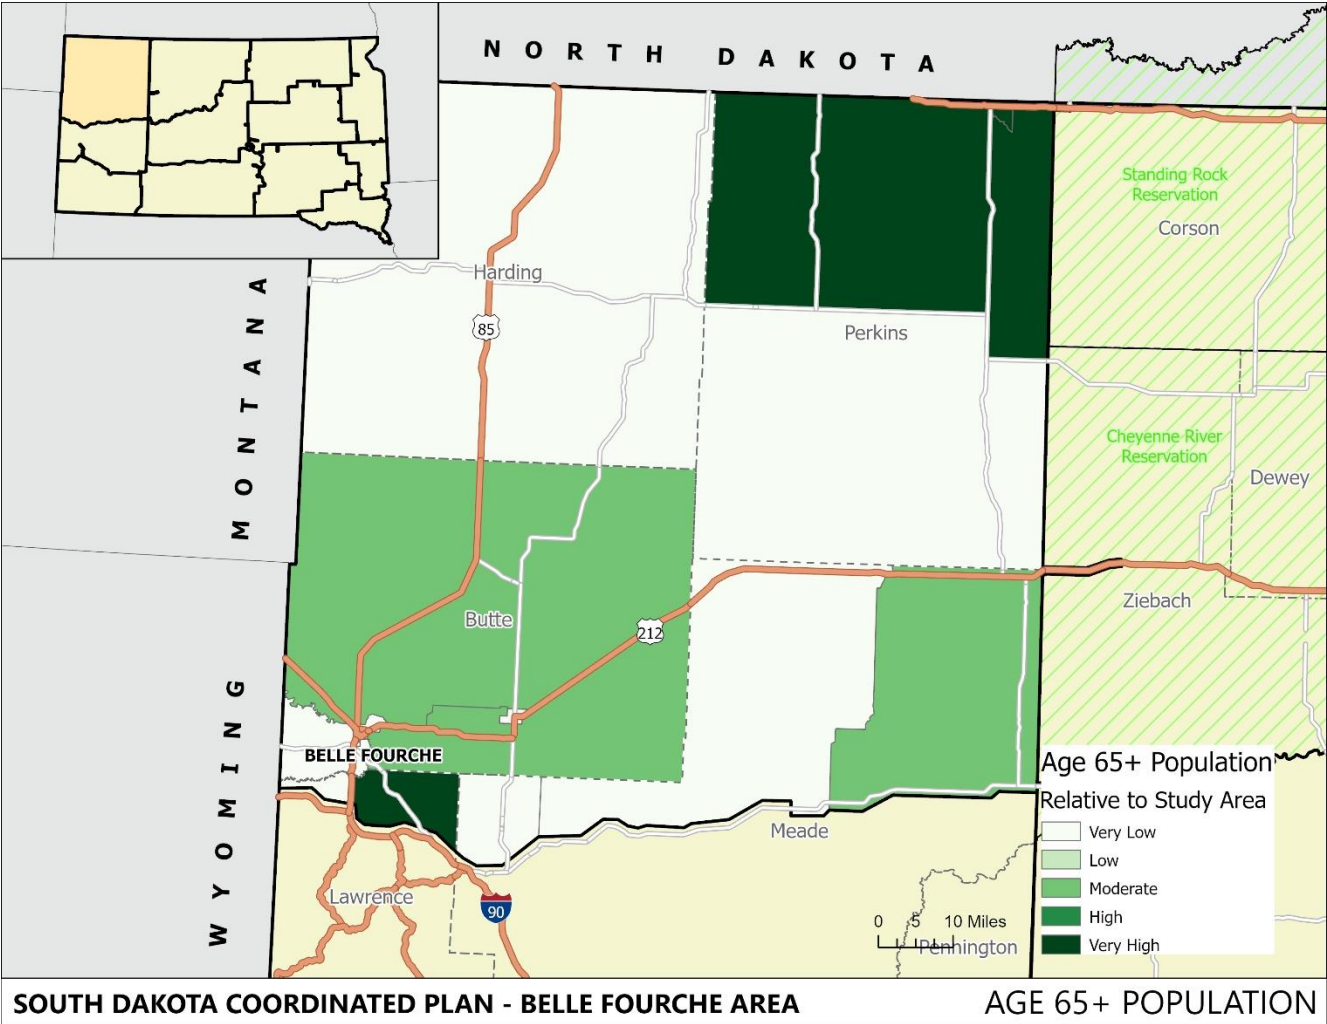 NORTH DAKOTA
Standing Rock
Reservation
Corson
Harding
MONTANA
85
Perkins
Cheyenne River
Reservation
Dewey
Butte
212
Ziebach
WYOMING
BELLE FOURCHE
Age 65+ Population
Relative to Study Area
Very Low
Low
Moderate
High
Very High
Meade
Lawrence
90
0 5 10 Miles
Pennington
SOUTH DAKOTA COORDINATED PLAN - BELLE FOURCHE AREA
AGE 65+ POPULATION